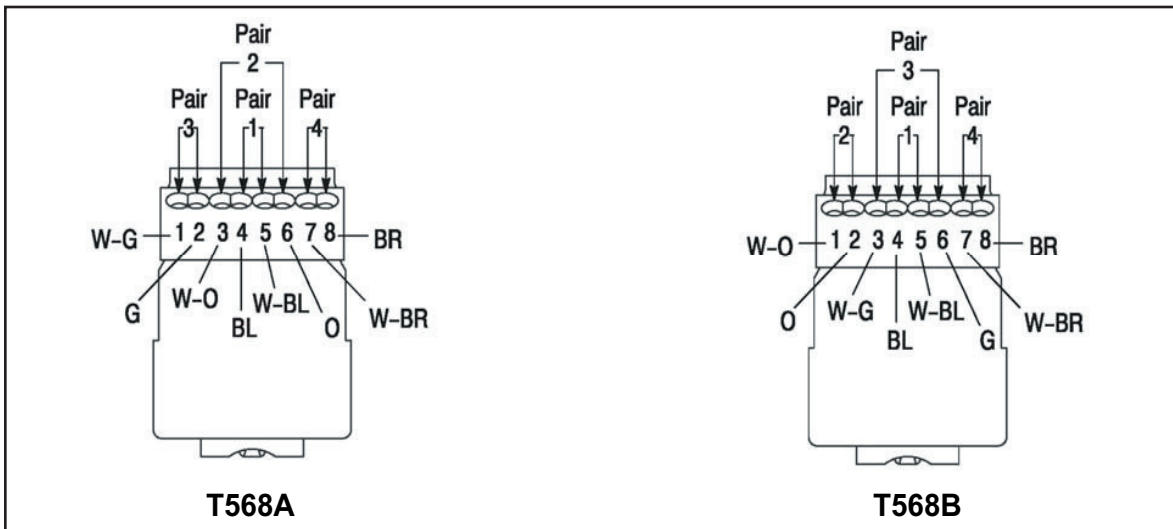 Pair
2
Pair Pair Pair
3 1 4
W-G 1 2 3 4 5 6 7 8 BR
G W-O BL W-BL O W-BR
T568A
Pair
3
Pair Pair Pair
2 1 4
W-O 1 2 3 4 5 6 7 8 BR
O W-G BL W-BL G W-BR
T568B